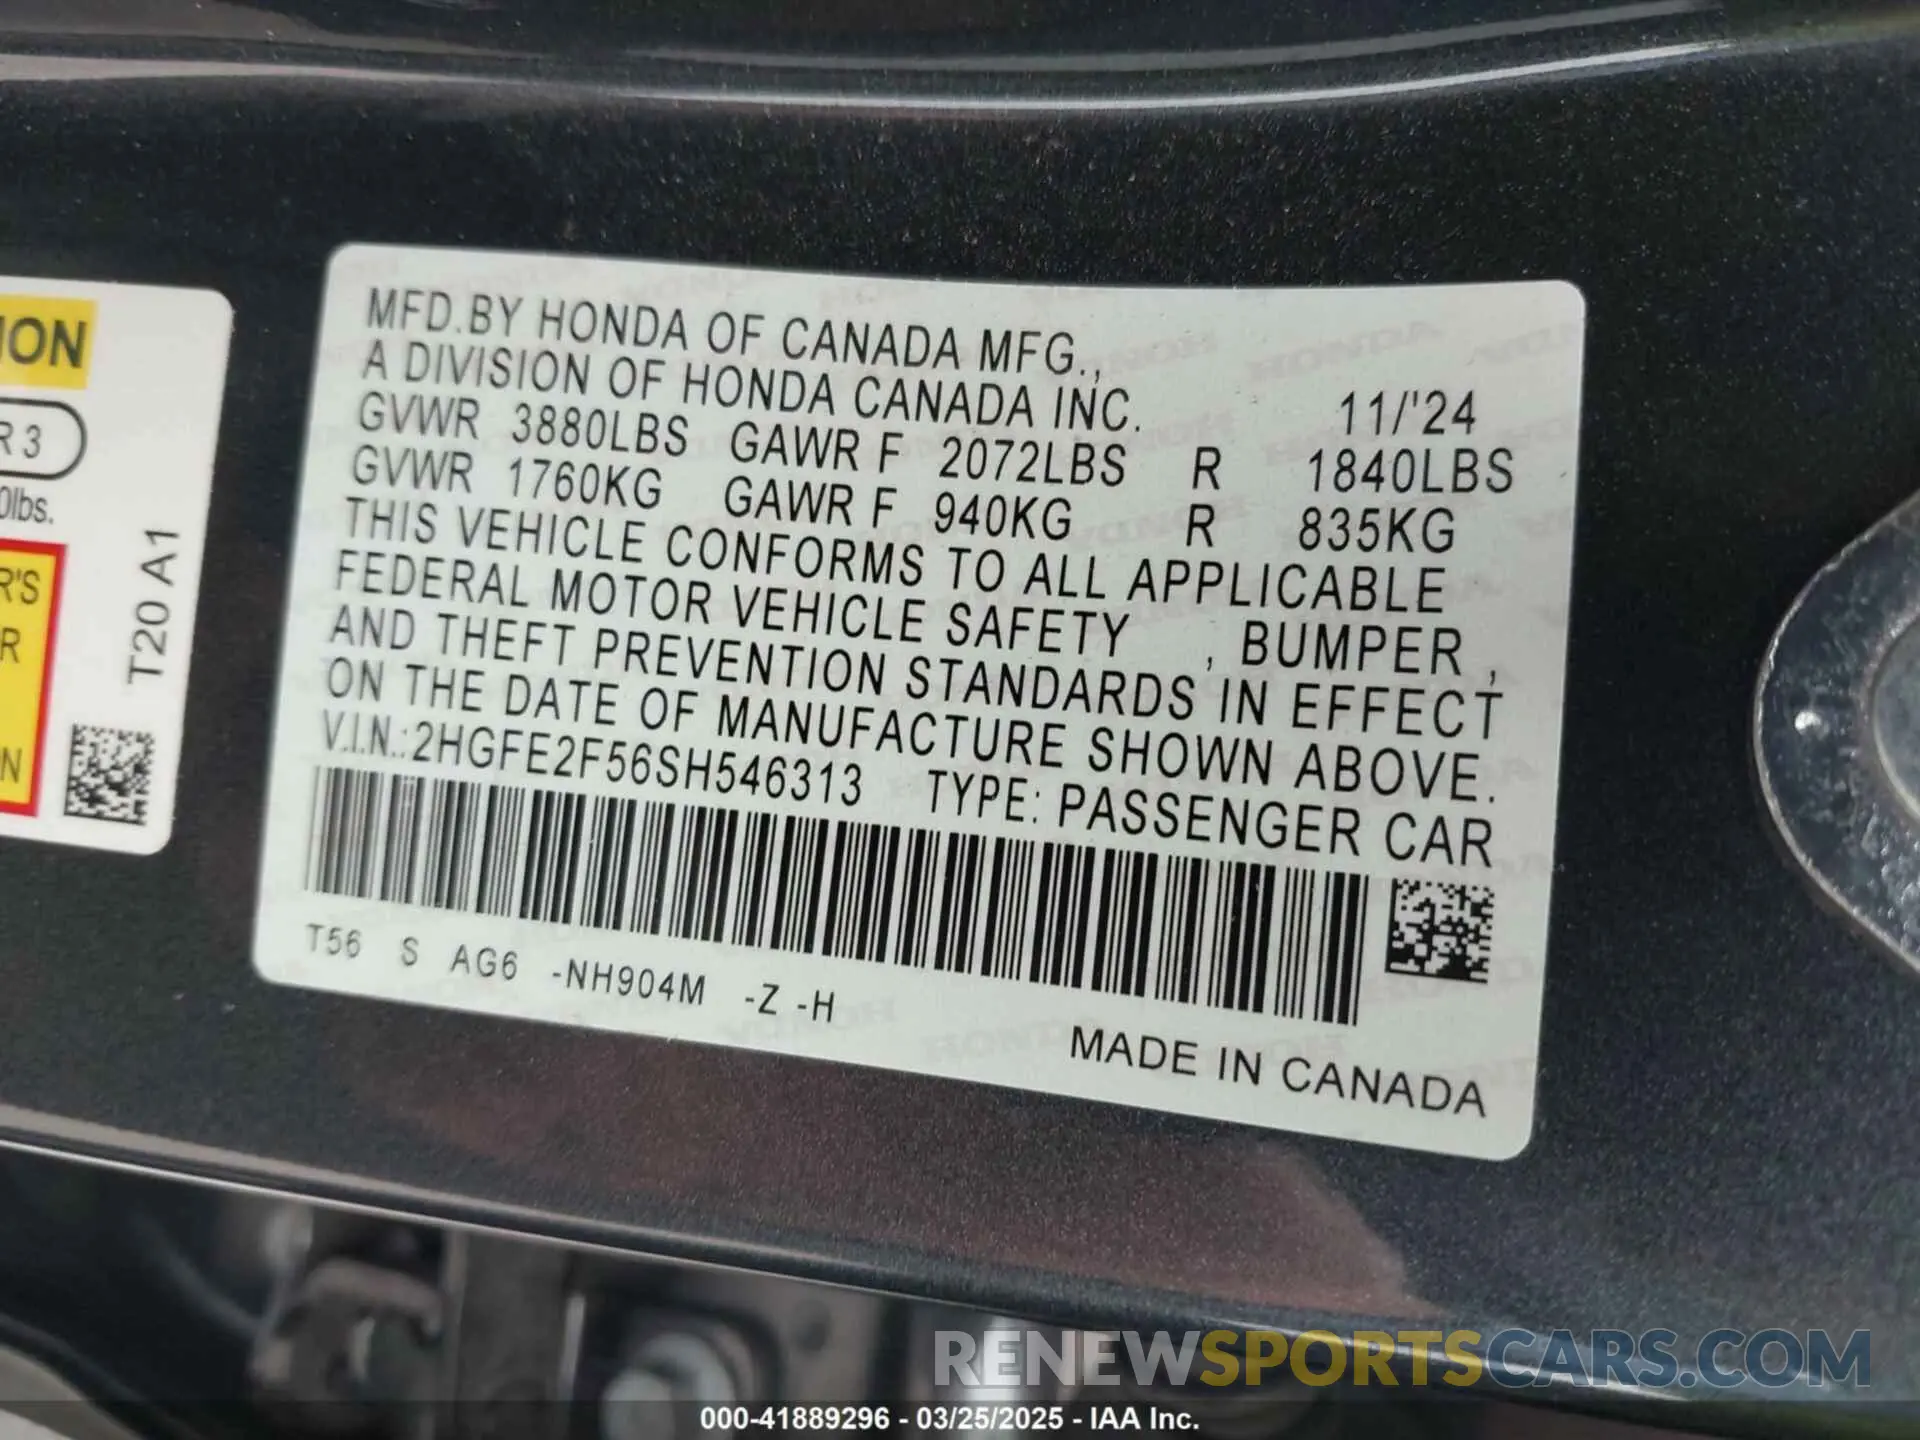 ION
R 3
0lbs.
R'S
R
N
T20 A1
MFD.BY HONDA OF CANADA MFG.,
A DIVISION OF HONDA CANADA INC. 11/'24
GVWR 3880LBS GAWR F 2072LBS R 1840LBS
GVWR 1760KG GAWR F 940KG R 835KG
THIS VEHICLE CONFORMS TO ALL APPLICABLE
FEDERAL MOTOR VEHICLE SAFETY , BUMPER ,
AND THEFT PREVENTION STANDARDS IN EFFECT
ON THE DATE OF MANUFACTURE SHOWN ABOVE.
V.I.N.:2HGFE2F56SH546313 TYPE: PASSENGER CAR
T56 S AG6 -NH904M -Z -H
MADE IN CANADA
RENEWSPORTSCARS.COM
000-41889296 - 03/25/2025 - IAA Inc.